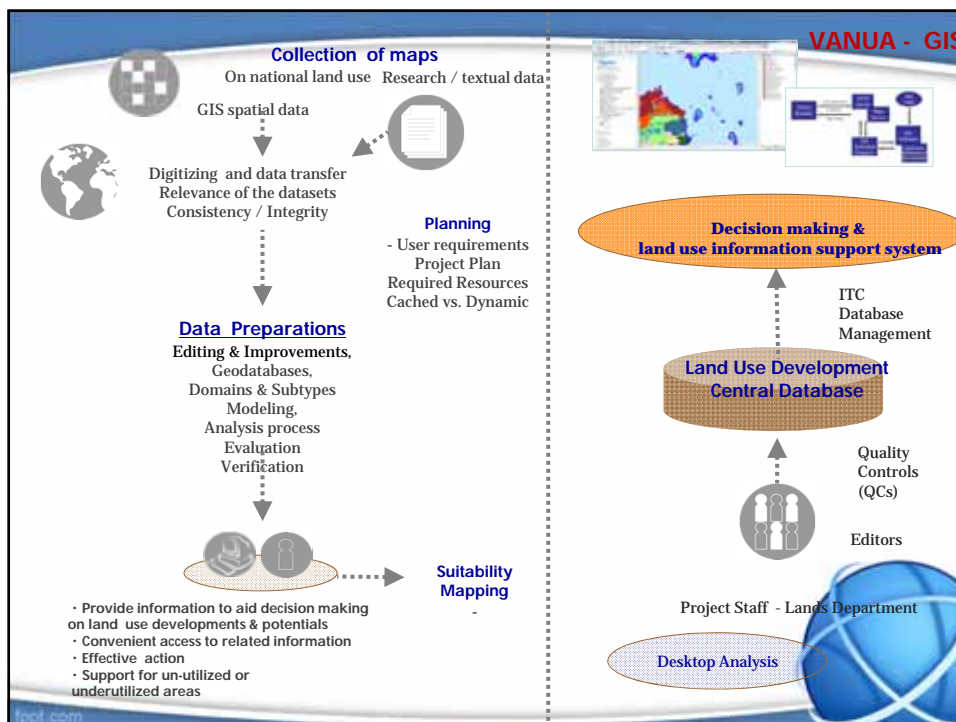 Collection of maps
On national land use Research / textual data
GIS spatial data
Digitizing and data transfer
Relevance of the datasets
Consistency / Integrity
Planning
- User requirements
Project Plan
Required Resources
Cached vs. Dynamic
Data Preparations
Editing & Improvements,
Geodatabases,
Domains & Subtypes
Modeling,
Analysis process
Evaluation
Verification
Suitability
Mapping
-
· Provide information to aid decision making
on land use developments & potentials
· Convenient access to related information
· Effective action
· Support for un-utilized or
underutilized areas
VANUA - GIS
Decision making &
land use information support system
ITC
Database
Management
Land Use Development
Central Database
Quality
Controls
(QCs)
Editors
Project Staff - Lands Department
Desktop Analysis